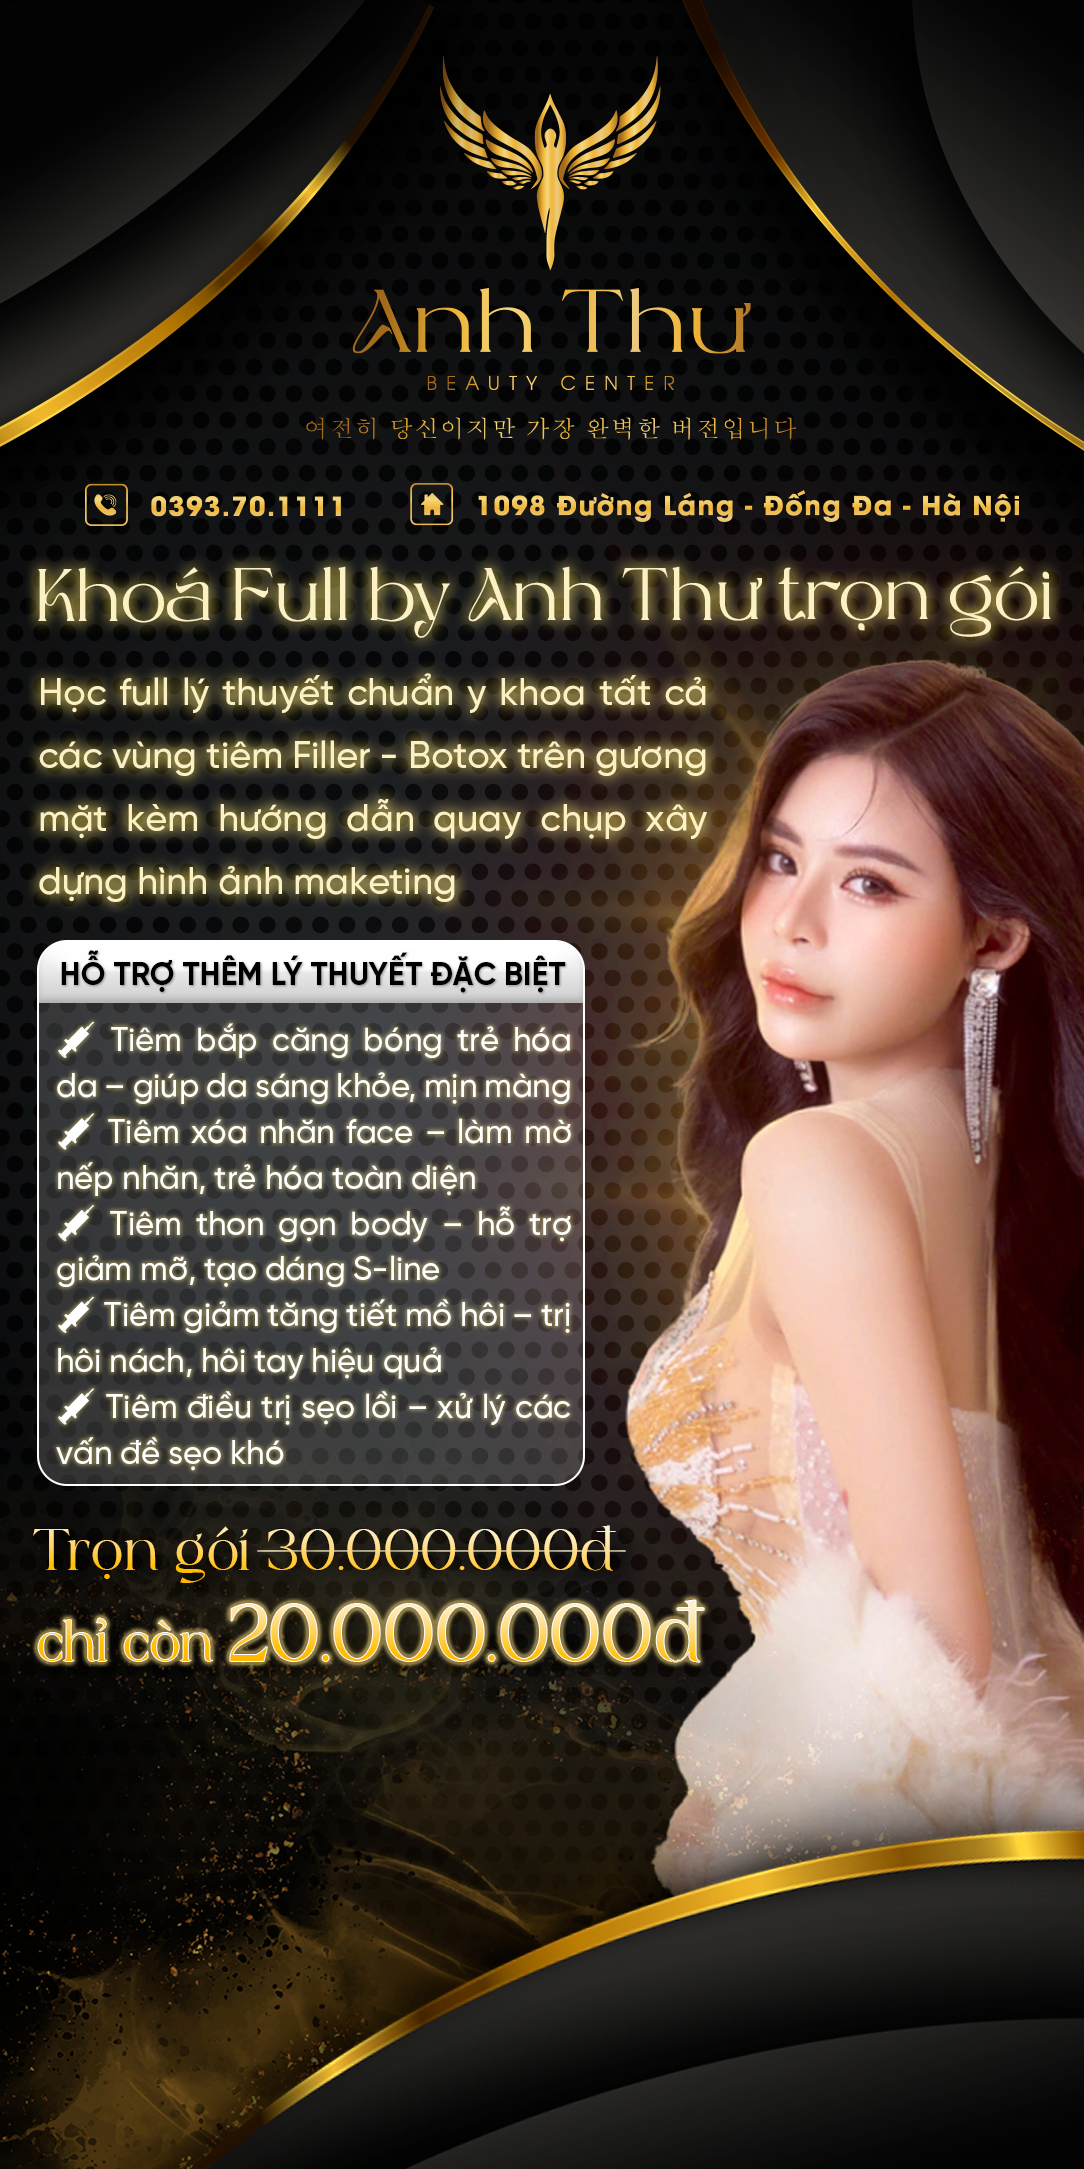 Anh Thư
BEAUTY CENTER
여전히 당신이지만 가장 완벽한 버전입니다
0393.70.1111
1098 Đường Láng - Đống Đa - Hà Nội
Khoá Full by Anh Thư trọn gói
Học full lý thuyết chuẩn y khoa tất cả
các vùng tiêm Filler - Botox trên gương
mặt kèm hướng dẫn quay chụp xây
dựng hình ảnh maketing
HỖ TRỢ THÊM LÝ THUYẾT ĐẶC BIỆT
Tiêm bắp căng bóng trẻ hóa
da – giúp da sáng khỏe, mịn màng
Tiêm xóa nhăn face – làm mờ
nếp nhăn, trẻ hóa toàn diện
Tiêm thon gọn body – hỗ trợ
giảm mỡ, tạo dáng S-line
Tiêm giảm tăng tiết mồ hôi – trị
hôi nách, hôi tay hiệu quả
Tiêm điều trị sẹo lồi – xử lý các
vấn đề sẹo khó
Trọn gói 30.000.000đ
chỉ còn 20.000.000đ